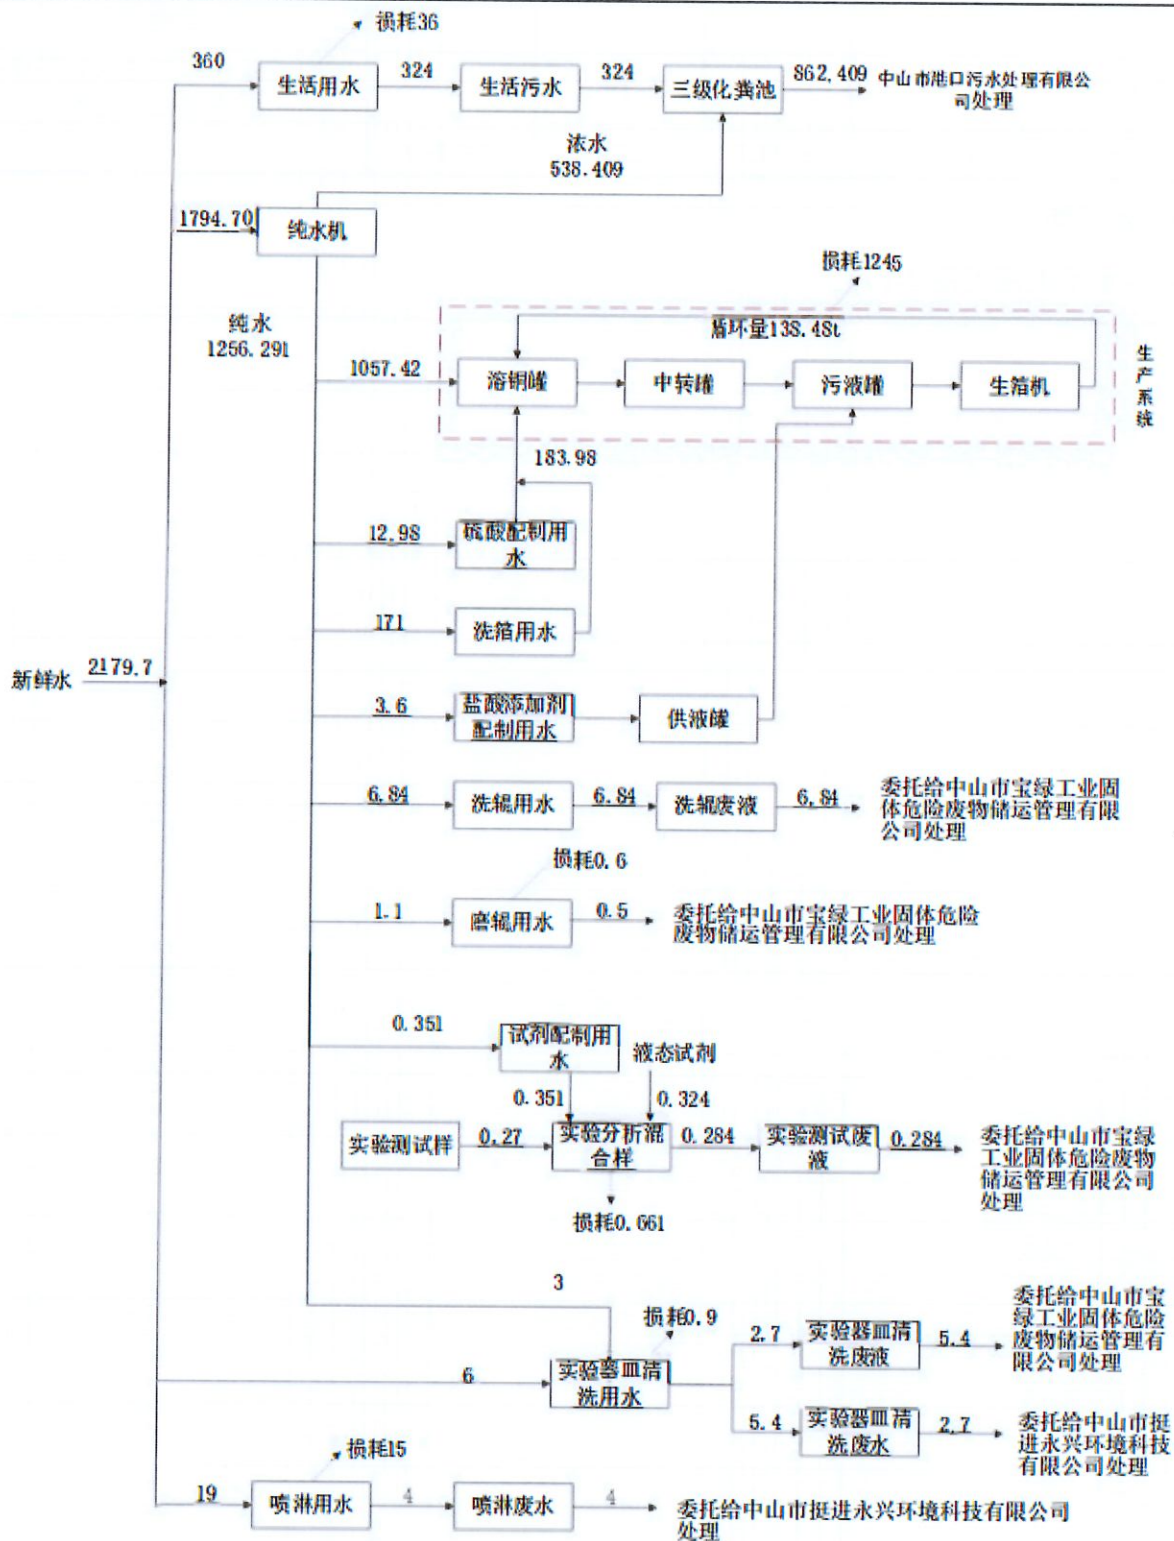 损耗36
360
生活用水
324
生活污水
324
三级化粪池
862,409
中山市港口污水处理有限公
司处理
浓水
538.409
1794.70
纯水机
损耗1245
纯水
1256.291
循环量138.48t
1057.42
溶铜罐
中转罐
污液罐
生箔机
生产系统
183.98
12.98
硫酸配制用
水
171
洗箔用水
新鲜水
2179.7
3.6
盐酸添加剂
配制用水
供液罐
6.84
洗辊用水
6.84
洗辊废液
6,84
委托给中山市宝绿工业固
体危险废物储运管理有限
公司处理
损耗0.6
1.1
磨辊用水
0.5
委托给中山市宝绿工业固体危险
废物储运管理有限公司处理
0.351
试剂配制用
水
液态试剂
0.351
0.324
实验测试样
0.27
实验分析混
合样
0.284
实验测试废
液
0.284
委托给中山市宝绿
工业固体危险废物
储运管理有限公司
处理
损耗0.661
3
损耗0.9
2.7
实验器皿清
洗废液
5.4
委托给中山市宝
绿工业固体危险
废物储运管理有
限公司处理
6
实验器皿清
洗用水
5.4
实验器皿清
洗废水
2.7
委托给中山市挺
进永兴环境科技
有限公司处理
损耗15
19
喷淋用水
4
喷淋废水
4
委托给中山市挺进永兴环境科技有限公司
处理